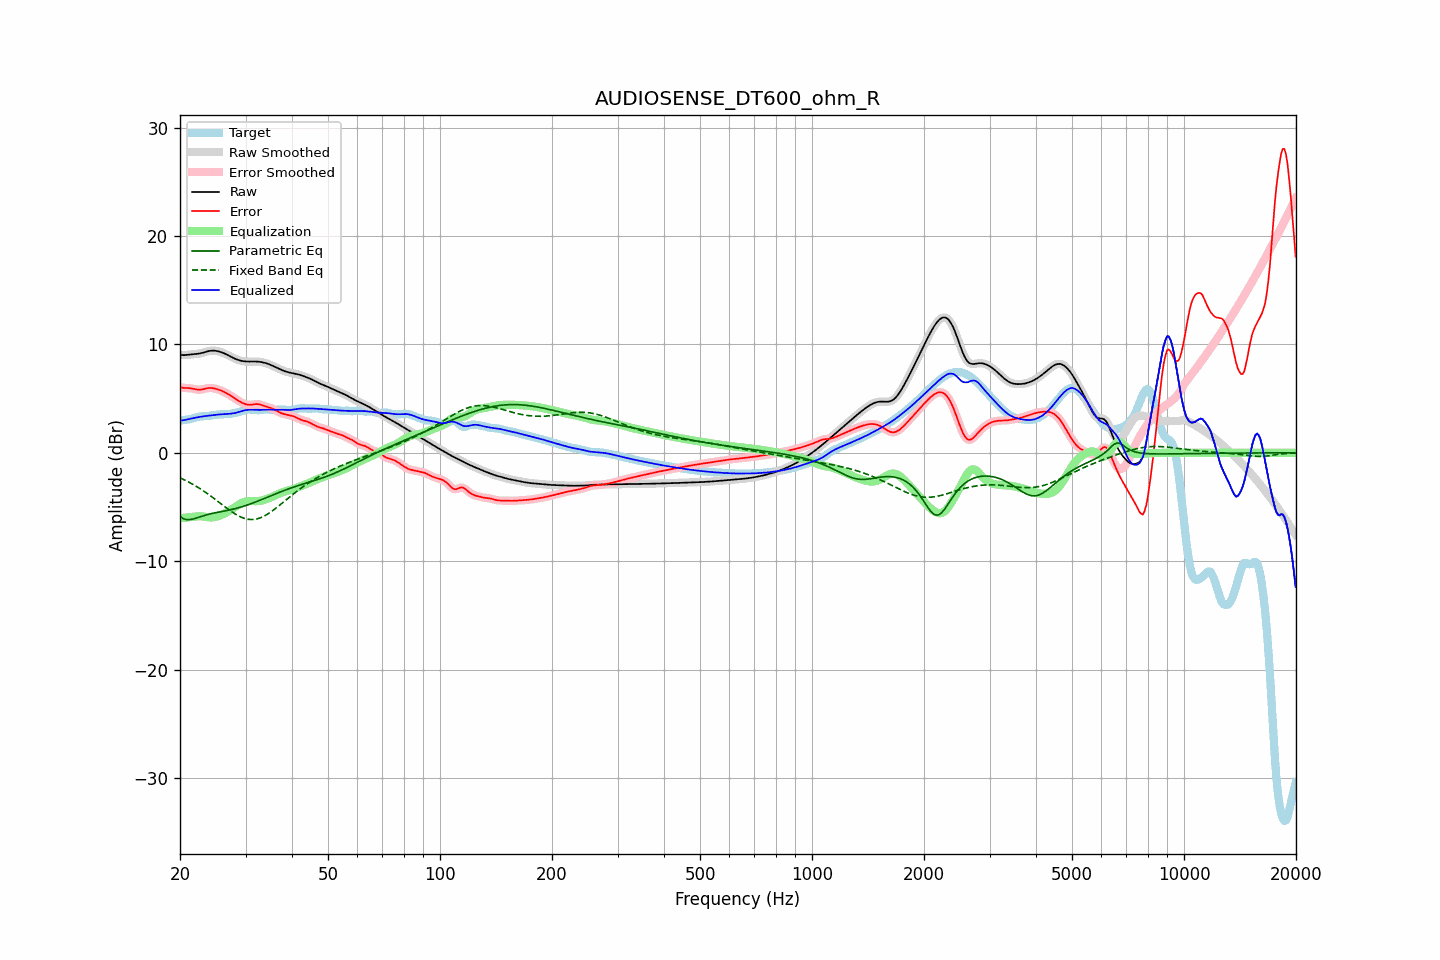 AUDIOSENSE_DT600_ohm_R
Target
Raw Smoothed
Error Smoothed
Raw
Error
Equalization
Parametric Eq
Fixed Band Eq
Equalized
30
20
10
0
−10
−20
−30
Amplitude (dBr)
20
50
100
200
500
1000
2000
5000
10000
20000
Frequency (Hz)